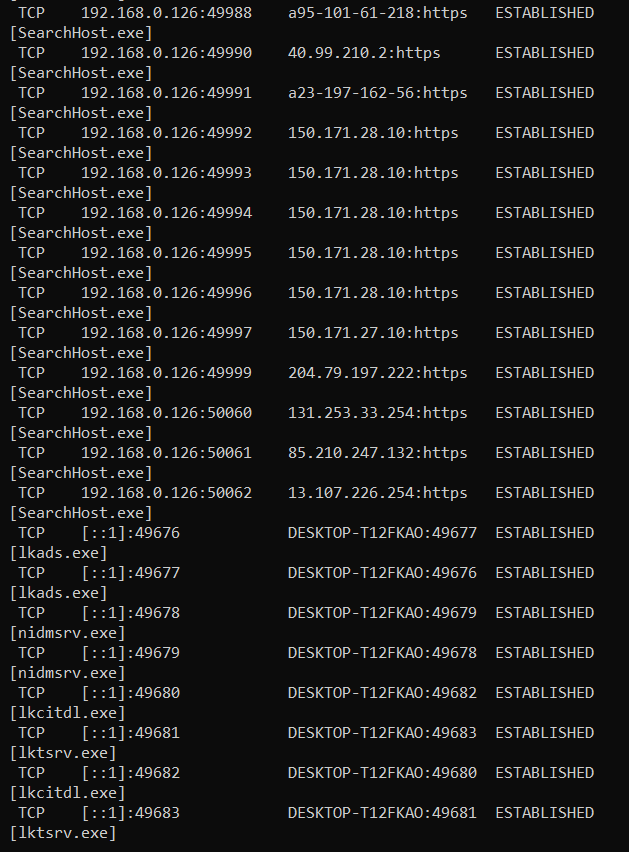 TCP    192.168.0.126:49988    a95-101-61-218:https   ESTABLISHED
[SearchHost.exe]
TCP    192.168.0.126:49990    40.99.210.2:https      ESTABLISHED
[SearchHost.exe]
TCP    192.168.0.126:49991    a23-197-162-56:https   ESTABLISHED
[SearchHost.exe]
TCP    192.168.0.126:49992    150.171.28.10:https    ESTABLISHED
[SearchHost.exe]
TCP    192.168.0.126:49993    150.171.28.10:https    ESTABLISHED
[SearchHost.exe]
TCP    192.168.0.126:49994    150.171.28.10:https    ESTABLISHED
[SearchHost.exe]
TCP    192.168.0.126:49995    150.171.28.10:https    ESTABLISHED
[SearchHost.exe]
TCP    192.168.0.126:49996    150.171.28.10:https    ESTABLISHED
[SearchHost.exe]
TCP    192.168.0.126:49997    150.171.27.10:https    ESTABLISHED
[SearchHost.exe]
TCP    192.168.0.126:49999    204.79.197.222:https   ESTABLISHED
[SearchHost.exe]
TCP    192.168.0.126:50060    131.253.33.254:https   ESTABLISHED
[SearchHost.exe]
TCP    192.168.0.126:50061    85.210.247.132:https   ESTABLISHED
[SearchHost.exe]
TCP    192.168.0.126:50062    13.107.226.254:https   ESTABLISHED
[SearchHost.exe]
TCP    [::1]:49676            DESKTOP-T12FKAO:49677  ESTABLISHED
[lkads.exe]
TCP    [::1]:49677            DESKTOP-T12FKAO:49676  ESTABLISHED
[lkads.exe]
TCP    [::1]:49678            DESKTOP-T12FKAO:49679  ESTABLISHED
[nidmsrv.exe]
TCP    [::1]:49679            DESKTOP-T12FKAO:49678  ESTABLISHED
[nidmsrv.exe]
TCP    [::1]:49680            DESKTOP-T12FKAO:49682  ESTABLISHED
[lkcitdl.exe]
TCP    [::1]:49681            DESKTOP-T12FKAO:49683  ESTABLISHED
[lktsrv.exe]
TCP    [::1]:49682            DESKTOP-T12FKAO:49680  ESTABLISHED
[lkcitdl.exe]
TCP    [::1]:49683            DESKTOP-T12FKAO:49681  ESTABLISHED
[lktsrv.exe]